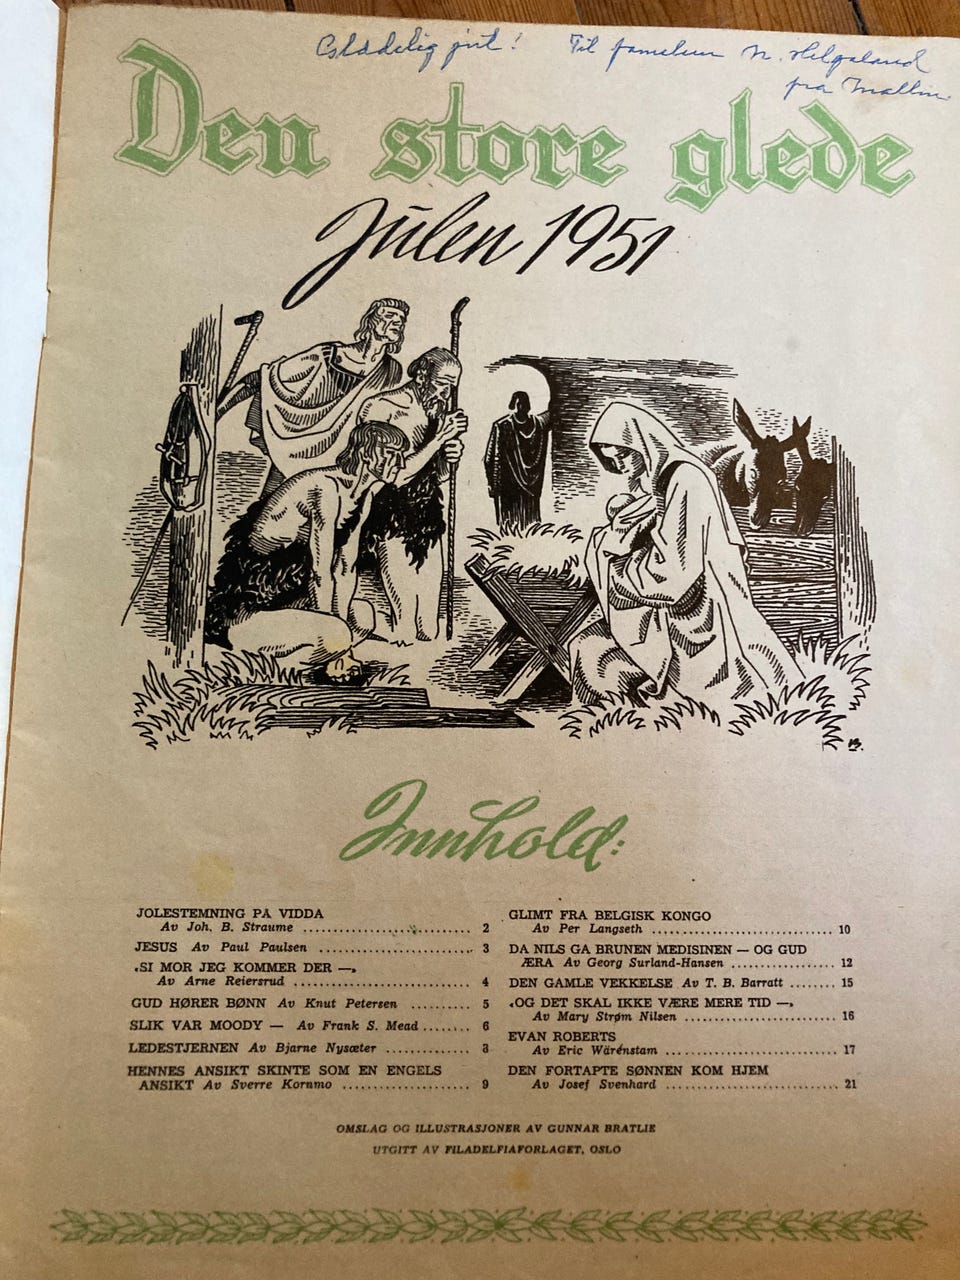 Gladelig jul! Til familien N. Helgaland
fra Mallin
Den store glede
Julen 1951
Innhold:
JOLESTEMNING PÅ VIDDA
Av Joh. B. Straume 2
JESUS Av Paul Paulsen 3
«SI MOR JEG KOMMER DER —»
Av Arne Reiersrud 4
GUD HØRER BØNN Av Knut Petersen 5
SLIK VAR MOODY — Av Frank S. Mead 6
LEDESTJERNEN Av Bjarne Nysæter 8
HENNES ANSIKT SKINTE SOM EN ENGELS
ANSIKT Av Sverre Kornmo 9
GLIMT FRA BELGISK KONGO
Av Per Langseth 10
DA NILS GA BRUNEN MEDISINEN — OG GUD
ÆRA Av Georg Surland-Hansen 12
DEN GAMLE VEKKELSE Av T. B. Barratt 15
«OG DET SKAL IKKE VÆRE MERE TID —»
Av Mary Strøm Nilsen 16
EVAN ROBERTS
Av Eric Wärénstam 17
DEN FORTAPTE SØNNEN KOM HJEM
Av Josef Svenhard 21
OMSLAG OG ILLUSTRASJONER AV GUNNAR BRATLIE
UTGITT AV FILADELFIAFORLAGET, OSLO